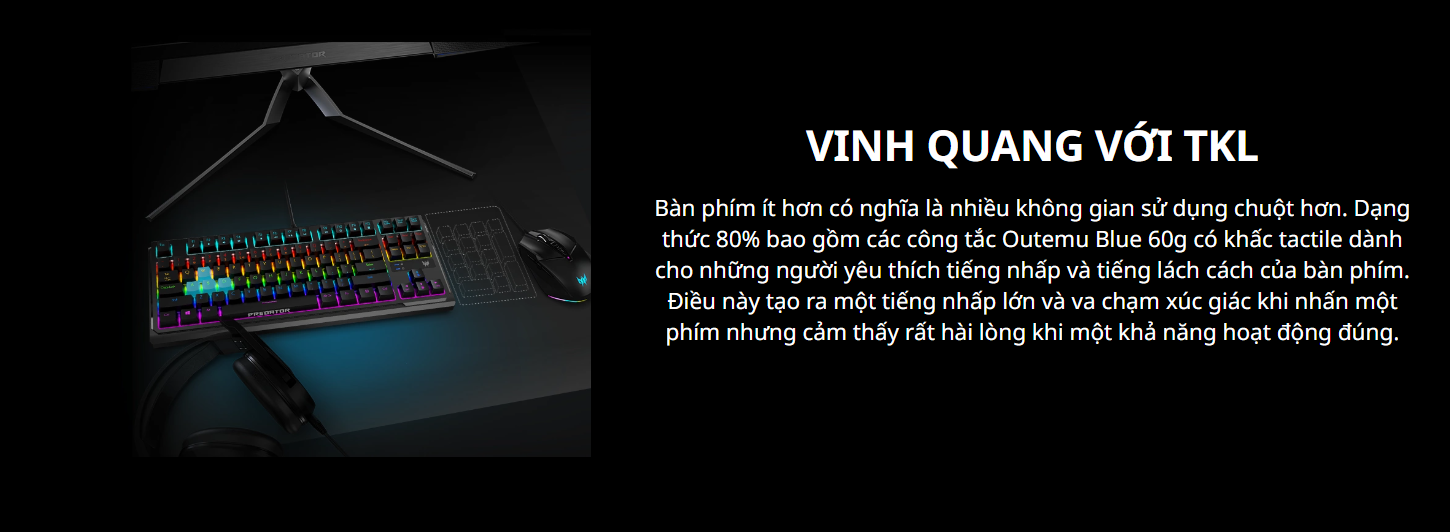 VINH QUANG VỚI TKL
Bàn phím ít hơn có nghĩa là nhiều không gian sử dụng chuột hơn. Dạng
thức 80% bao gồm các công tắc Outemu Blue 60g có khấc tactile dành
cho những người yêu thích tiếng nhấp và tiếng lách cách của bàn phím.
Điều này tạo ra một tiếng nhấp lớn và va chạm xúc giác khi nhấn một
phím nhưng cảm thấy rất hài lòng khi một khả năng hoạt động đúng.
PREDATOR